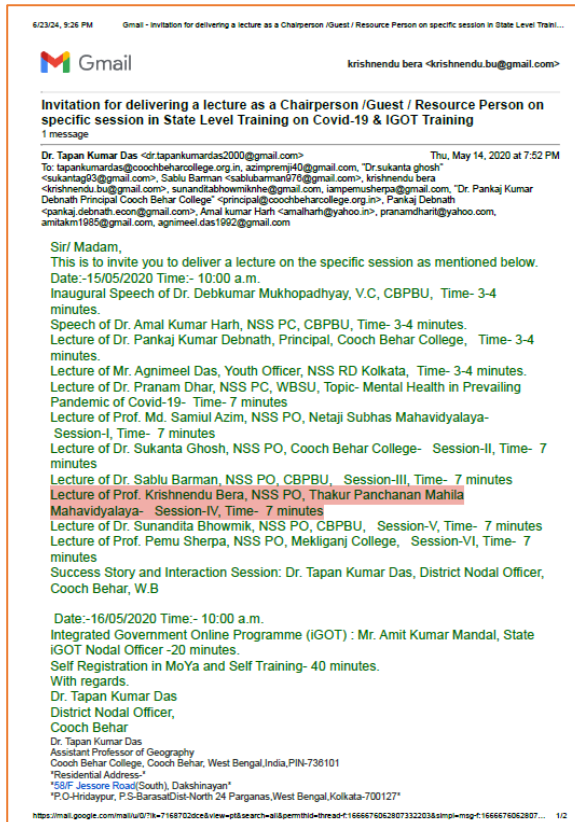 6/23/24, 9:26 PM Gmail - Invitation for delivering a lecture as a Chairperson /Guest / Resource Person on specific session in State Level Traini...
Gmail
krishnendu bera <krishnendu.bu@gmail.com>
Invitation for delivering a lecture as a Chairperson /Guest / Resource Person on
specific session in State Level Training on Covid-19 & IGOT Training
1 message
Dr. Tapan Kumar Das <dr.tapankumardas2000@gmail.com> Thu, May 14, 2020 at 7:52 PM
To: tapankumardas@coochbeharcollege.org.in, azimpremji40@gmail.com, "Dr.sukanta ghosh"
<sukantag93@gmail.com>, Sablu Barman <sablubarman976@gmail.com>, krishnendu bera
<krishnendu.bu@gmail.com>, sunanditabhowmiknhe@gmail.com, iampemusherpa@gmail.com, "Dr. Pankaj Kumar
Debnath Principal Cooch Behar College" <principal@coochbeharcollege.org.in>, Pankaj Debnath
<pankaj.debnath.econ@gmail.com>, Amal kumar Harh <amalharh@yahoo.in>, pranamdharit@yahoo.com,
amitakm1985@gmail.com, agnimeel.das1992@gmail.com
Sir/ Madam,
This is to invite you to deliver a lecture on the specific session as mentioned below.
Date:-15/05/2020 Time:- 10:00 a.m.
Inaugural Speech of Dr. Debkumar Mukhopadhyay, V.C, CBPBU, Time- 3-4
minutes.
Speech of Dr. Amal Kumar Harh, NSS PC, CBPBU, Time- 3-4 minutes.
Lecture of Dr. Pankaj Kumar Debnath, Principal, Cooch Behar College, Time- 3-4
minutes.
Lecture of Mr. Agnimeel Das, Youth Officer, NSS RD Kolkata, Time- 3-4 minutes.
Lecture of Dr. Pranam Dhar, NSS PC, WBSU, Topic- Mental Health in Prevailing
Pandemic of Covid-19- Time- 7 minutes
Lecture of Prof. Md. Samiul Azim, NSS PO, Netaji Subhas Mahavidyalaya-
Session-I, Time- 7 minutes
Lecture of Dr. Sukanta Ghosh, NSS PO, Cooch Behar College- Session-II, Time- 7
minutes
Lecture of Dr. Sablu Barman, NSS PO, CBPBU, Session-III, Time- 7 minutes
Lecture of Prof. Krishnendu Bera, NSS PO, Thakur Panchanan Mahila
Mahavidyalaya- Session-IV, Time- 7 minutes
Lecture of Dr. Sunandita Bhowmik, NSS PO, CBPBU, Session-V, Time- 7 minutes
Lecture of Prof. Pemu Sherpa, NSS PO, Mekliganj College, Session-VI, Time- 7
minutes
Success Story and Interaction Session: Dr. Tapan Kumar Das, District Nodal Officer,
Cooch Behar, W.B
Date:-16/05/2020 Time:- 10:00 a.m.
Integrated Government Online Programme (iGOT) : Mr. Amit Kumar Mandal, State
iGOT Nodal Officer -20 minutes.
Self Registration in MoYa and Self Training- 40 minutes.
With regards.
Dr. Tapan Kumar Das
District Nodal Officer,
Cooch Behar
Dr. Tapan Kumar Das
Assistant Professor of Geography
Cooch Behar College, Cooch Behar, West Bengal,India,PIN-736101
"Residential Address-"
"58/F Jessore Road(South), Dakshinayan"
"P.O-Hridaypur, P.S-BarasatDist-North 24 Parganas,West Bengal,Kolkata-700127"
https://mail.google.com/mail/u/0/?ik=7168702dce&view=pt&search=all&permthid=thread-f:1666676062807332203&simpl=msg-f:1666676062807... 1/2